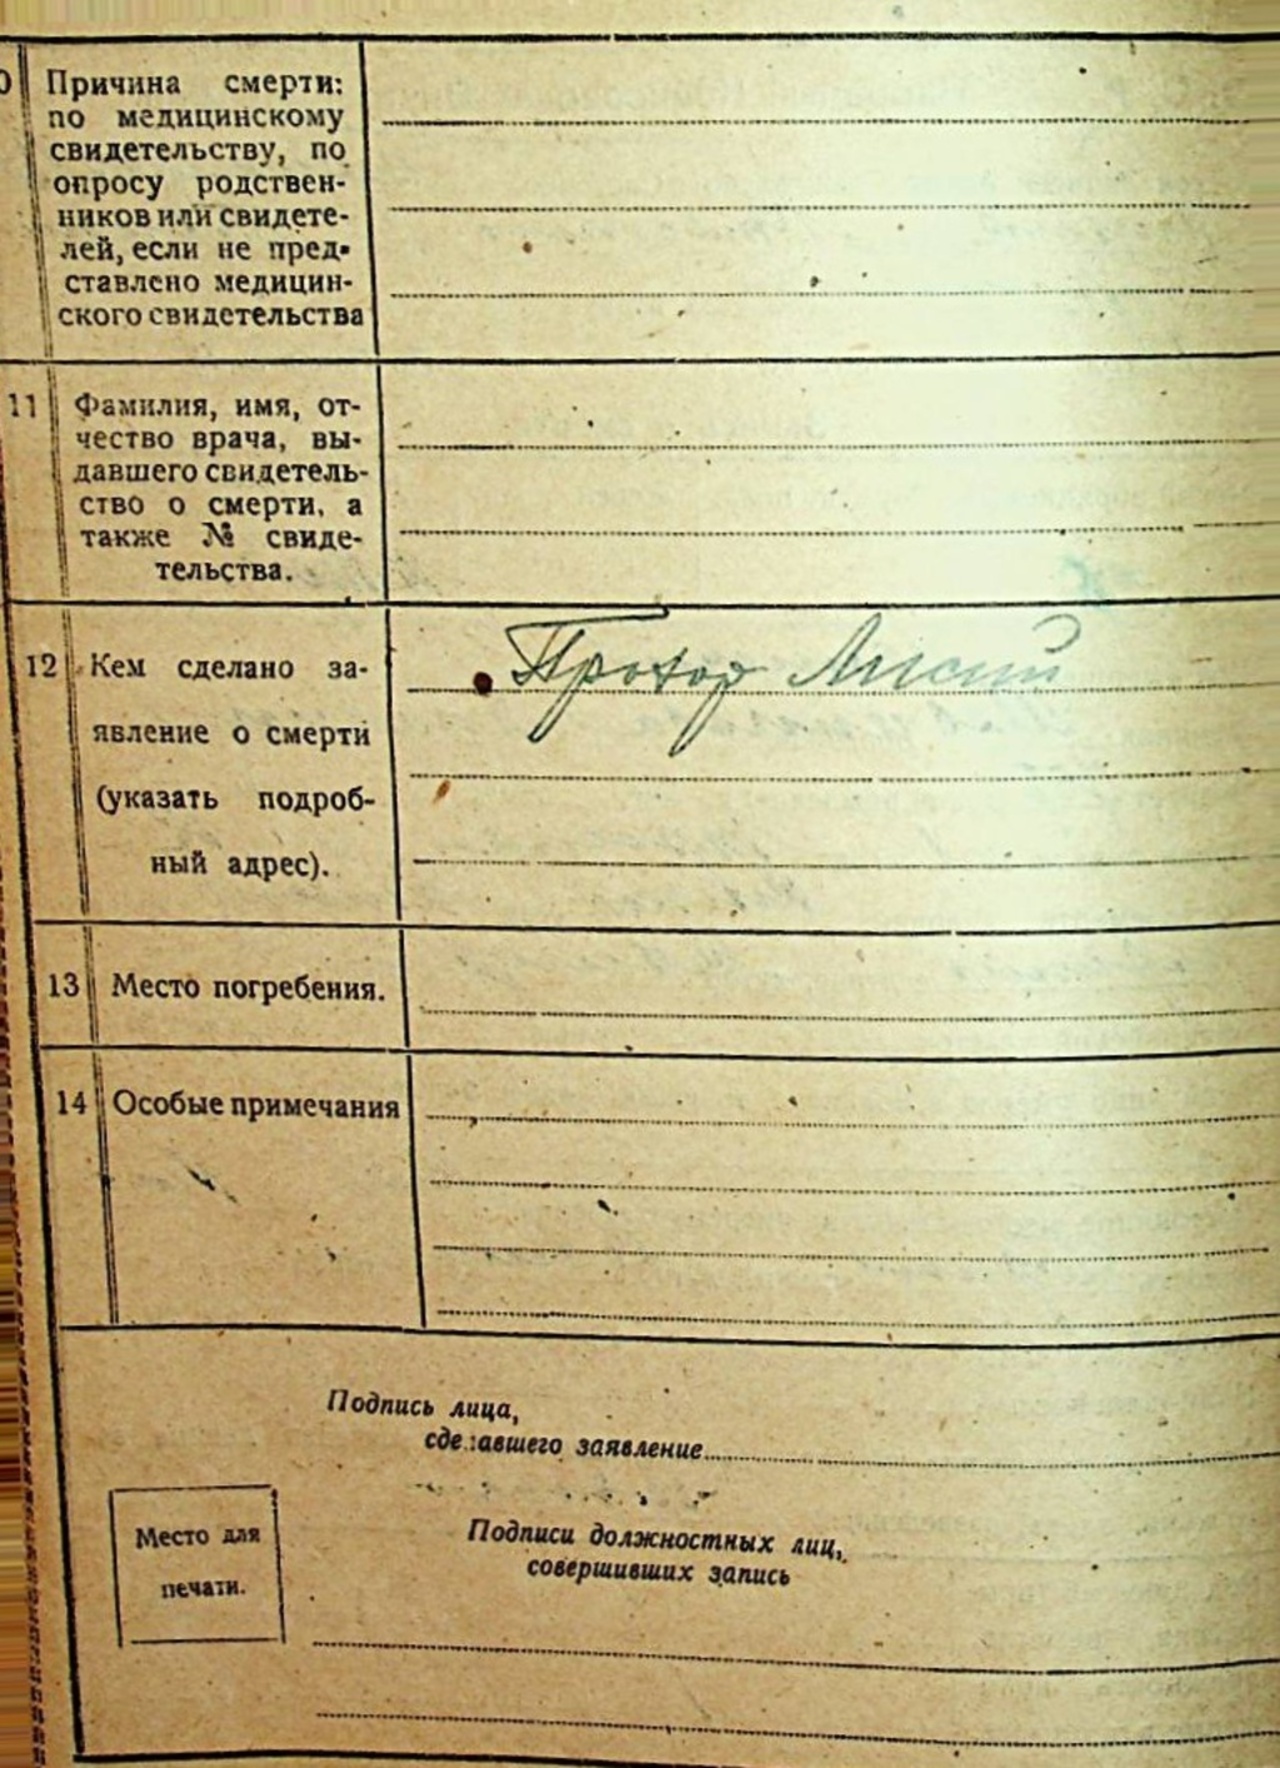 0 Причина смерти:
по медицинскому
свидетельству, по
опросу родствен-
ников или свидете-
лей, если не пред-
ставлено медицин-
ского свидетельства
11 Фамилия, имя, от-
чество врача, вы-
давшего свидетель-
ство о смерти, а
также № свиде-
тельства.
12 Кем сделано за-
Прохор
явление о смерти
(указать подроб-
ный адрес).
13 Место погребения.
14 Особые примечания
Подпись лица,
сделавшего заявление
Место для
печати.
Подписи должностных лиц,
совершивших запись